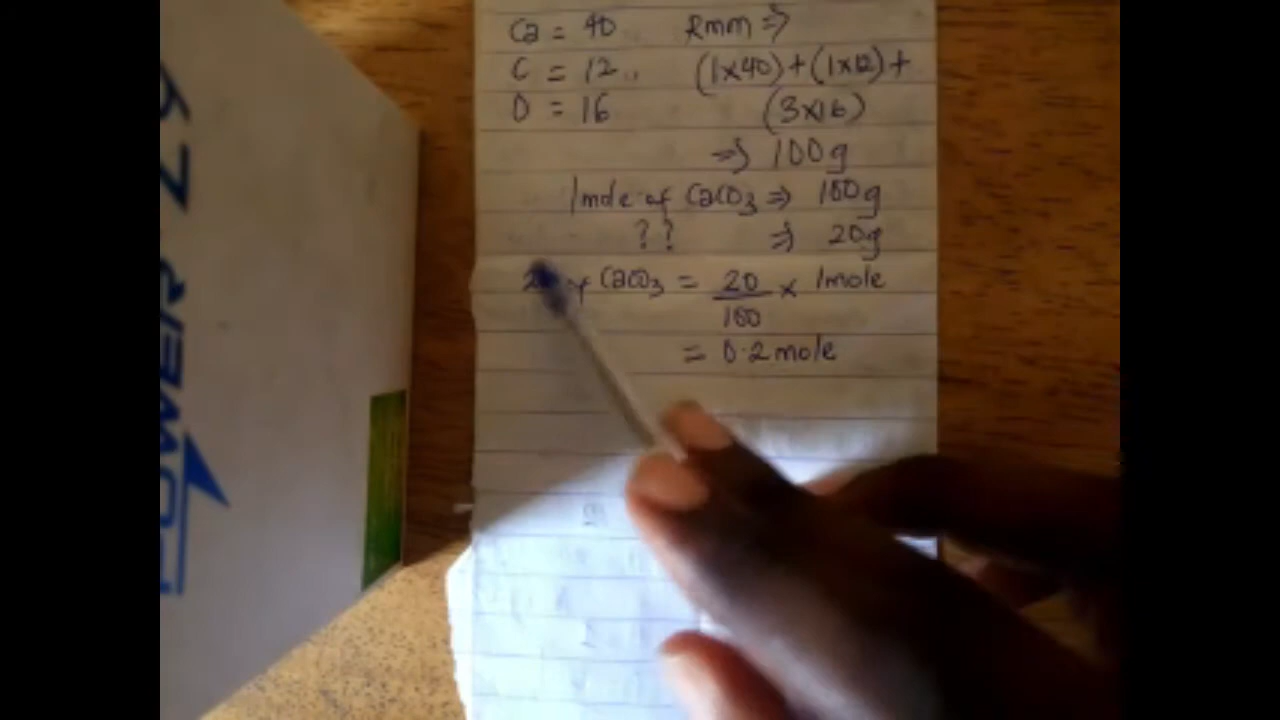 Ca = 40 Rmm ⇒
C = 12 (1×40)+(1×12)+
O = 16 (3×16)
⇒ 100g
1mole of CaCO3 ⇒ 100g
?? ⇒ 20g
CaCO3 = 20/100 × 1mole
= 0.2mole